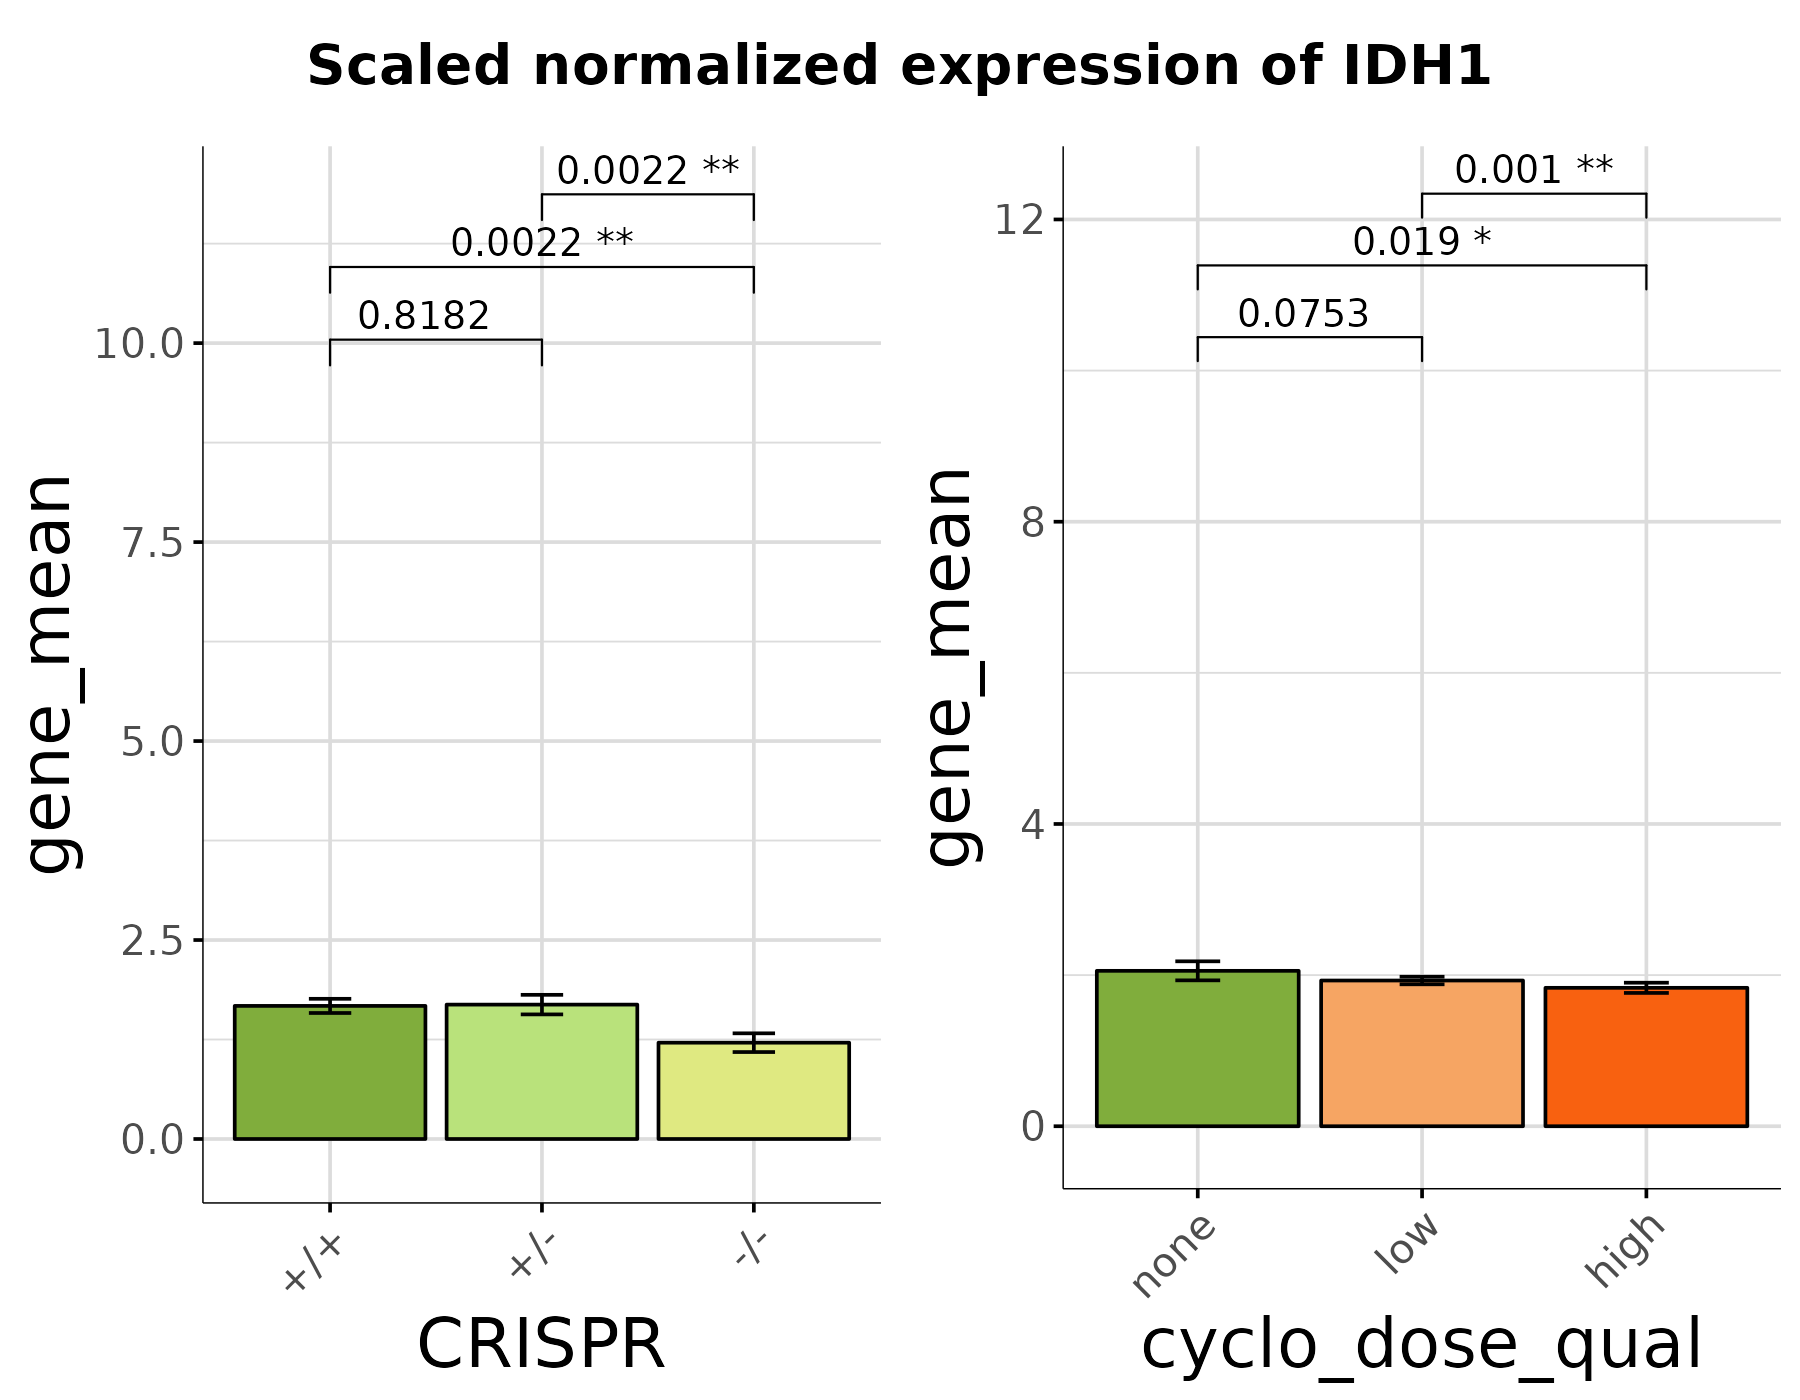 Scaled normalized expression of IDH1
gene_mean
10.0
7.5
5.0
2.5
0.0
0.0022 **
0.0022 **
0.8182
+/+
+/-
-/-
CRISPR
gene_mean
12
8
4
0
0.001 **
0.019 *
0.0753
none
low
high
cyclo_dose_qual